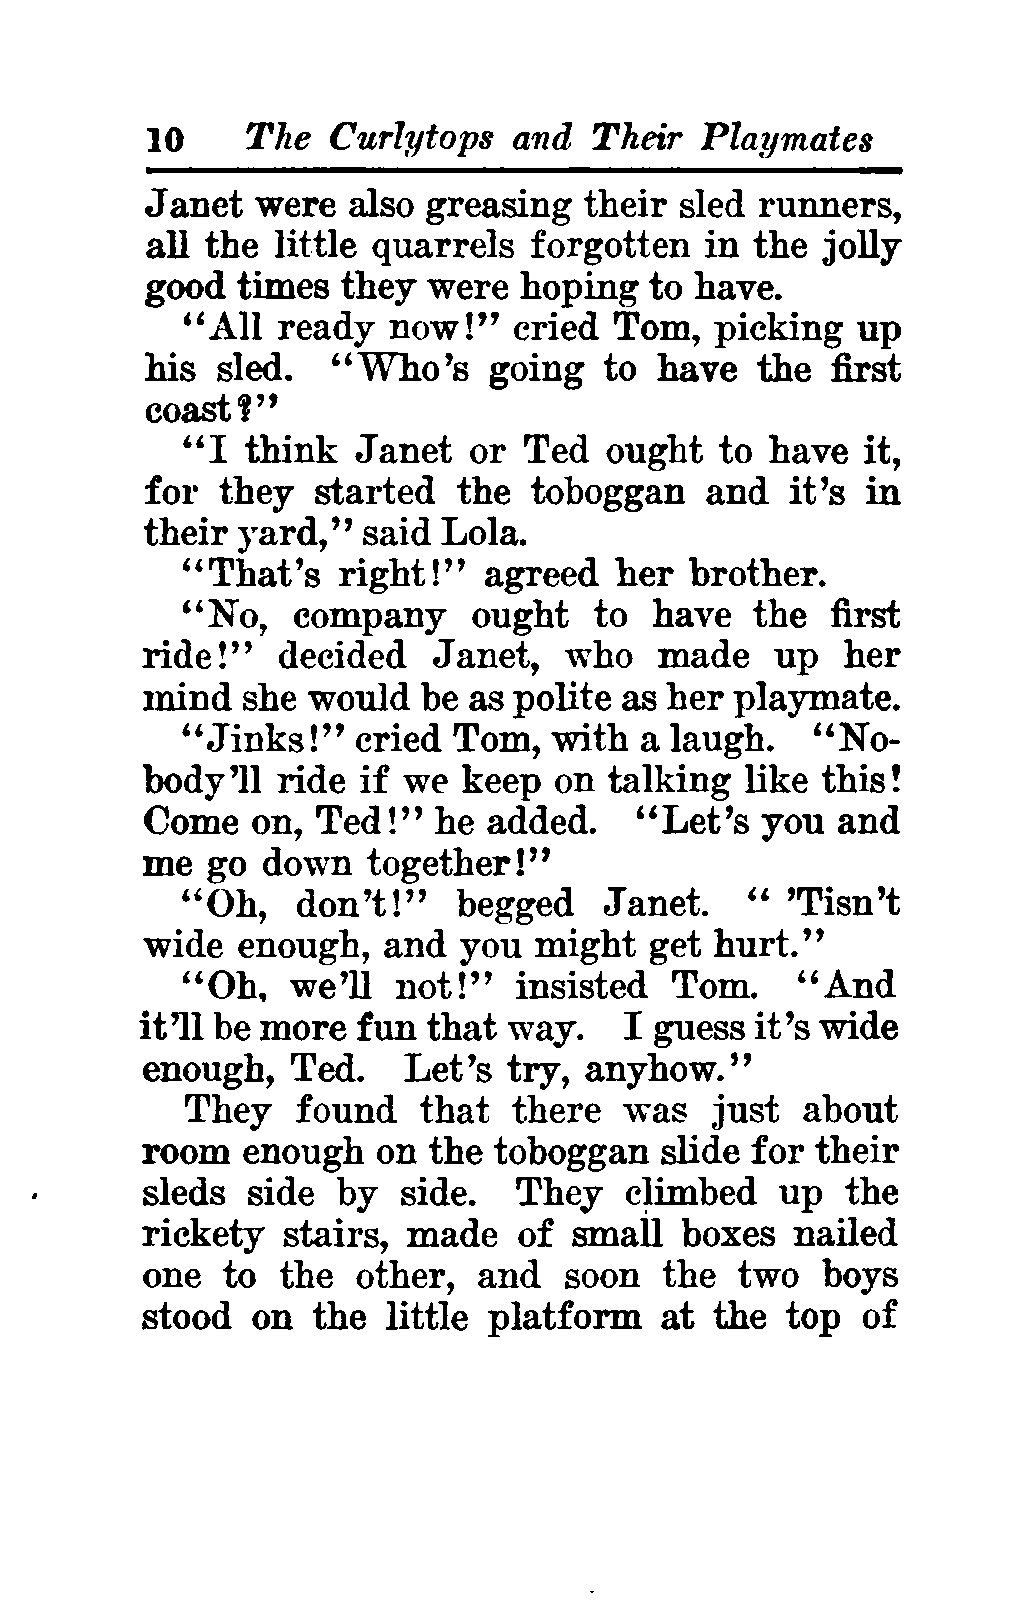 10 The Curlytops and Their Playmates
Janet were also greasing their sled runners,
all the little quarrels forgotten in the jolly
good times they were hoping to have.
"All ready now!" cried Tom, picking up
his sled. "Who's going to have the first
coast?"
"I think Janet or Ted ought to have it,
for they started the toboggan and it's in
their yard," said Lola.
"That's right!" agreed her brother.
"No, company ought to have the first
ride!" decided Janet, who made up her
mind she would be as polite as her playmate.
"Jinks!" cried Tom, with a laugh. "No-
body'll ride if we keep on talking like this!
Come on, Ted!" he added. "Let's you and
me go down together!"
"Oh, don't!" begged Janet. " 'Tisn't
wide enough, and you might get hurt."
"Oh, we'll not!" insisted Tom. "And
it'll be more fun that way. I guess it's wide
enough, Ted. Let's try, anyhow."
They found that there was just about
room enough on the toboggan slide for their
sleds side by side. They climbed up the
rickety stairs, made of small boxes nailed
one to the other, and soon the two boys
stood on the little platform at the top of